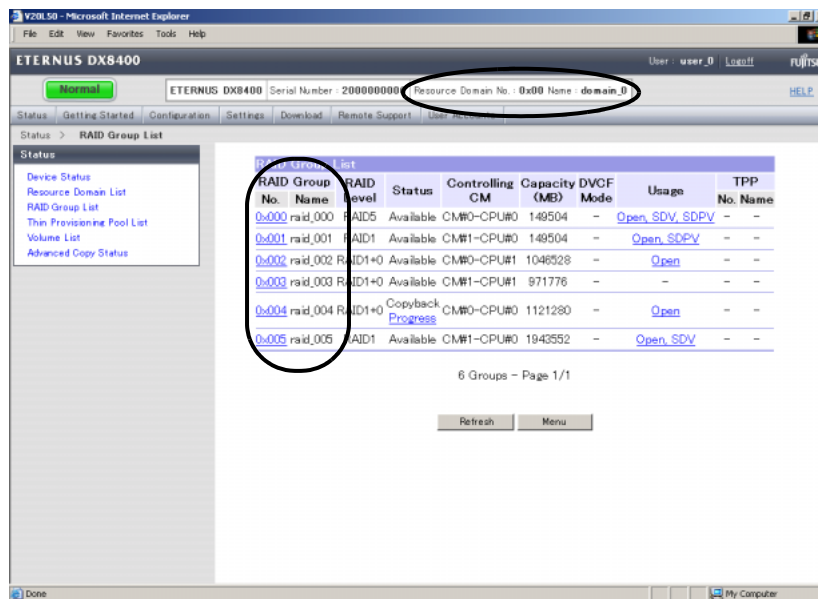 V20L50 - Microsoft Internet Explorer
File Edit View Favorites Tools Help
ETERNUS DX8400 User : user_0 Logoff FUJITSU
Normal ETERNUS DX8400 Serial Number : 2000000000 Resource Domain No. : 0x00 Name : domain_0 HELP
Status Getting Started Configuration Settings Download Remote Support User Accounts
Status > RAID Group List
Status
Device Status
Resource Domain List
RAID Group List
Thin Provisioning Pool List
Volume List
Advanced Copy Status
RAID Group List
RAID Group RAID Level Status Controlling CM Capacity (MB) DVCF Mode Usage TPP
No. Name No. Name
0x000 raid_000 RAID5 Available CM#0-CPU#0 149504 - Open, SDV, SDPV - -
0x001 raid_001 RAID1 Available CM#1-CPU#0 149504 - Open, SDPV - -
0x002 raid_002 RAID1+0 Available CM#0-CPU#1 1046528 - Open - -
0x003 raid_003 RAID1+0 Available CM#1-CPU#1 971776 - - - -
0x004 raid_004 RAID1+0 Copyback Progress CM#0-CPU#0 1121280 - Open - -
0x005 raid_005 RAID1 Available CM#1-CPU#0 1943552 - Open, SDV - -
6 Groups - Page 1/1
Refresh Menu
Done My Computer